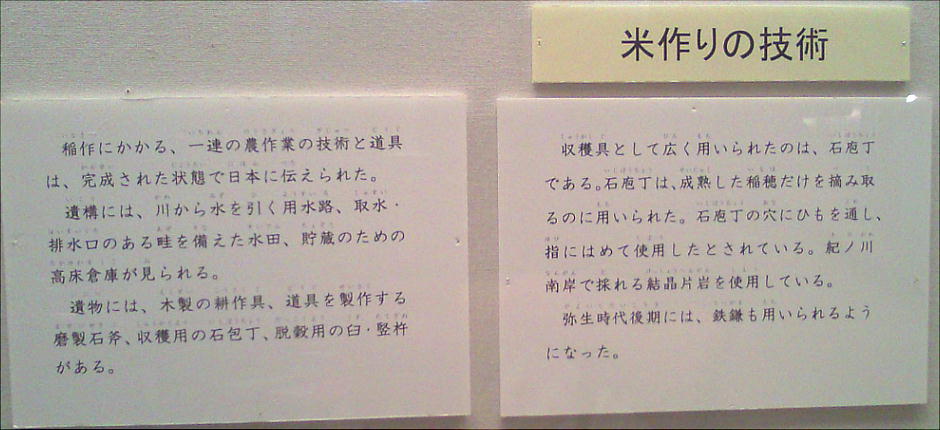 米作りの技術
稲作にかかる、一連の農作業の技術と道具
は、完成された状態で日本に伝えられた。
遺構には、川から水を引く用水路、取水・
排水口のある畦を備えた水田、貯蔵のための
高床倉庫が見られる。
遺物には、木製の耕作具、道具を製作する
磨製石斧、収穫用の石包丁、脱穀用の臼・竪杵
がある。
収穫具として広く用いられたのは、石庖丁
である。石庖丁は、成熟した稲穂だけを摘み取
るのに用いられた。石庖丁の穴にひもを通し、
指にはめて使用したとされている。紀ノ川
南岸で採れる結晶片岩を使用している。
弥生時代後期には、鉄鎌も用いられるよう
になった。